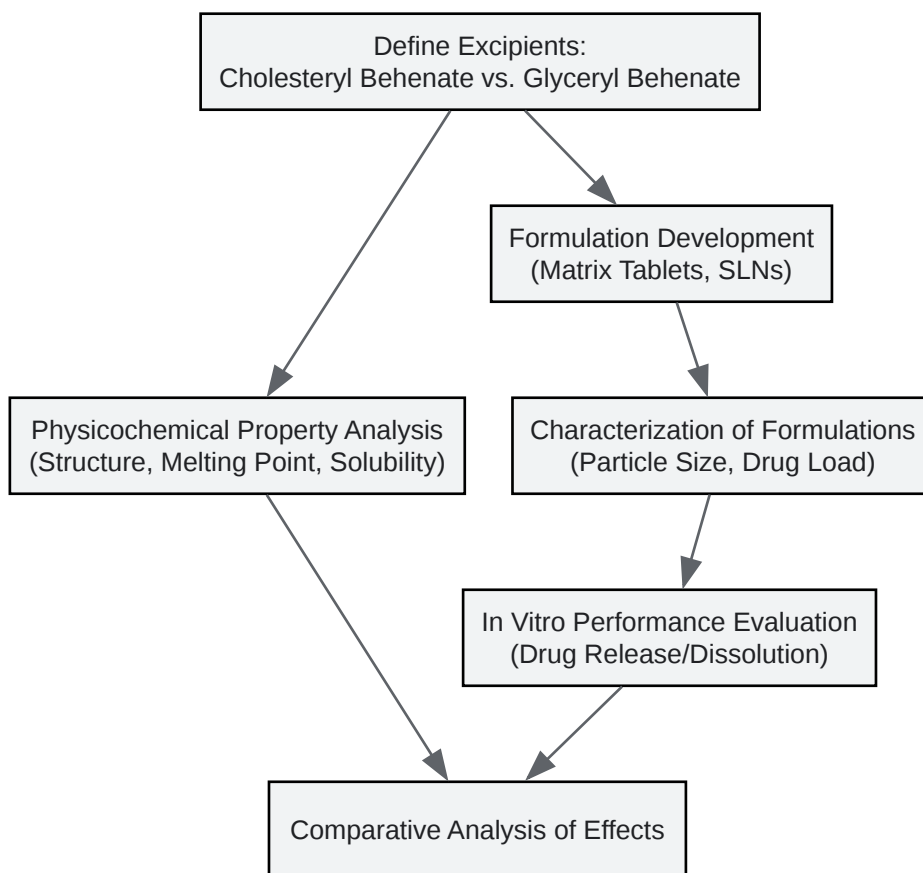 Define Excipients:
Cholesteryl Behenate vs. Glyceryl Behenate
Formulation Development
(Matrix Tablets, SLNs)
Physicochemical Property Analysis
(Structure, Melting Point, Solubility)
Characterization of Formulations
(Particle Size, Drug Load)
In Vitro Performance Evaluation
(Drug Release/Dissolution)
Comparative Analysis of Effects